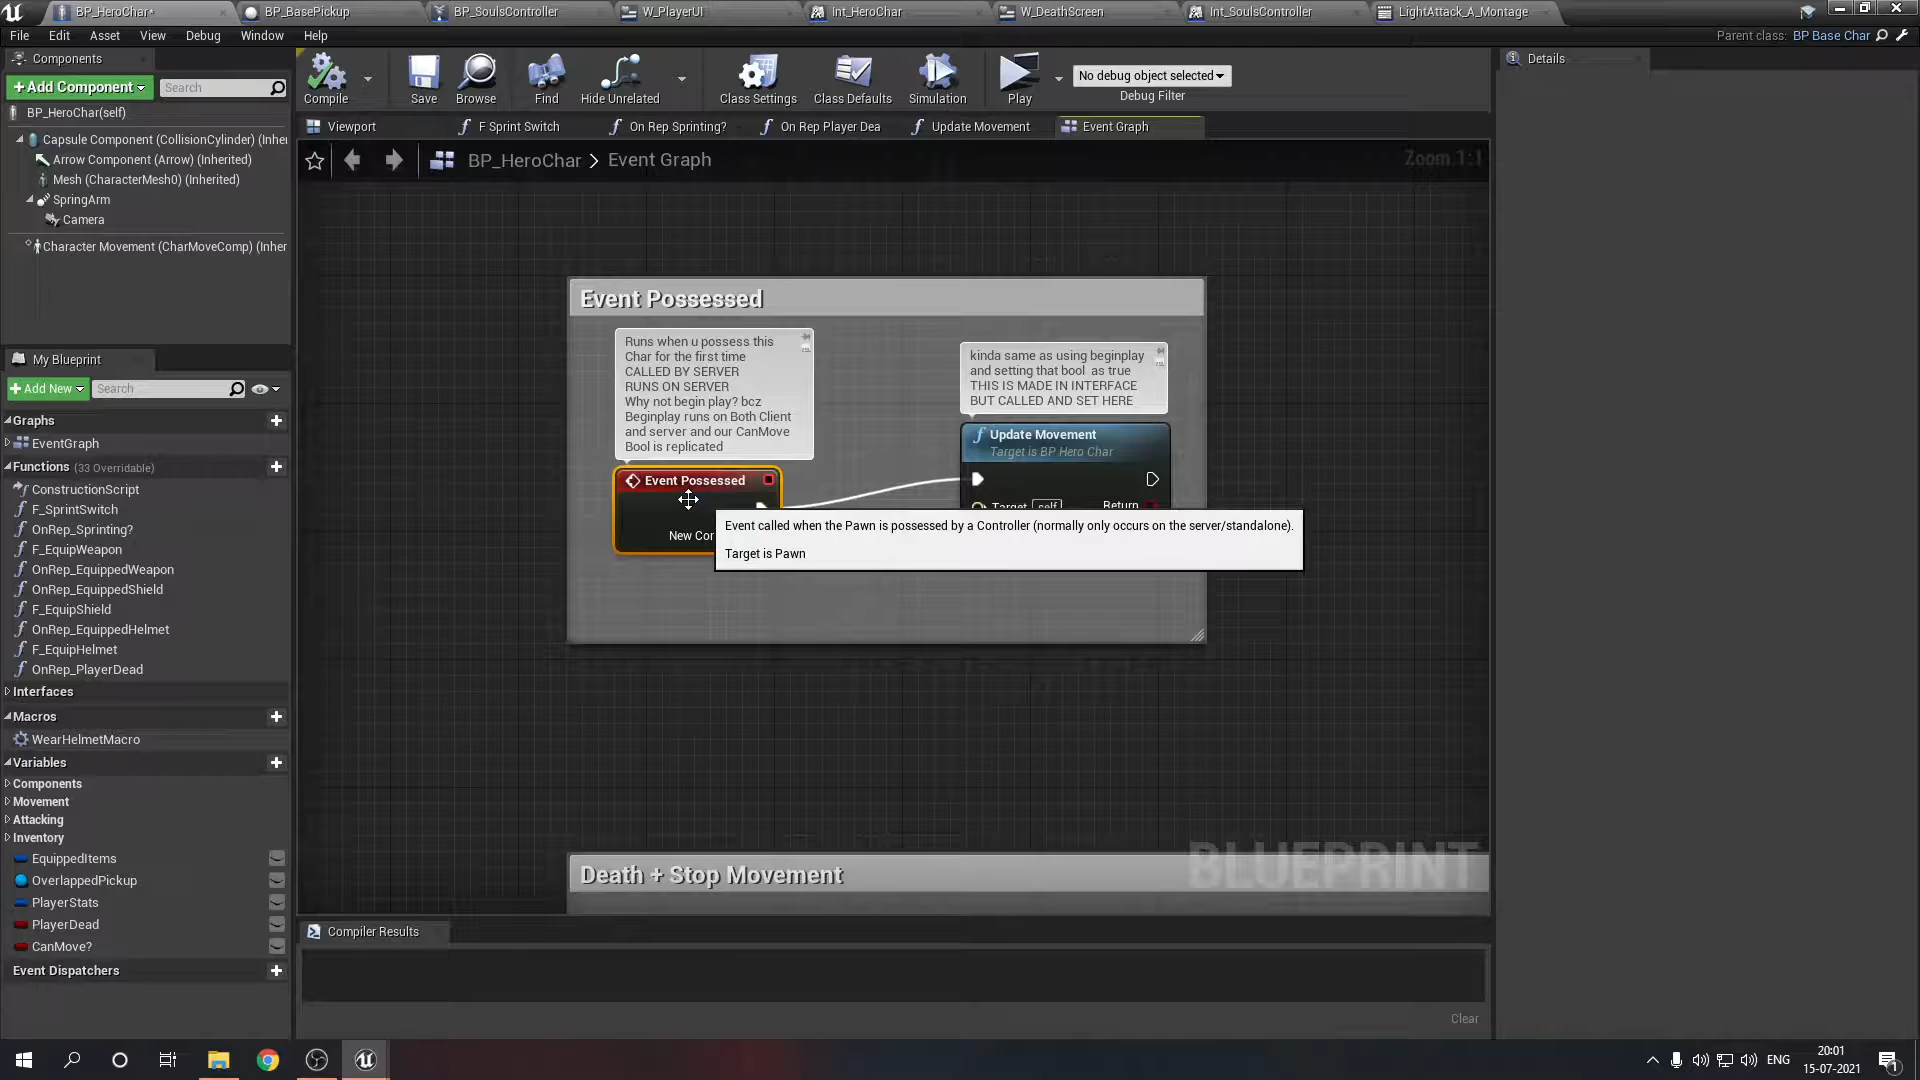 BP_HeroChar*
BP_BasePickup
BP_SoulsController
W_PlayerUI
Int_HeroChar
W_DeathScreen
Int_SoulsController
LightAttack_A_Montage
File Edit Asset View Debug Window Help
Parent class: BP Base Char
Components
+Add Component
Search
BP_HeroChar(self)
Capsule Component (CollisionCylinder) (Inher
Arrow Component (Arrow) (Inherited)
Mesh (CharacterMesh0) (Inherited)
SpringArm
Camera
Character Movement (CharMoveComp) (Inher
Compile
Save
Browse
Find
Hide Unrelated
Class Settings
Class Defaults
Simulation
Play
No debug object selected
Debug Filter
Details
Viewport
F Sprint Switch
On Rep Sprinting?
On Rep Player Dea
Update Movement
Event Graph
BP_HeroChar > Event Graph
Zoom 1:1
Event Possessed
Runs when u possess this
Char for the first time
CALLED BY SERVER
RUNS ON SERVER
Why not begin play? bcz
Beginplay runs on Both Client
and server and our CanMove
Bool is replicated
kinda same as using beginplay
and setting that bool as true
THIS IS MADE IN INTERFACE
BUT CALLED AND SET HERE
Update Movement
Target is BP Hero Char
Target self
Return
Event Possessed
New Cor
Event called when the Pawn is possessed by a Controller (normally only occurs on the server/standalone).
Target is Pawn
Death + Stop Movement
BLUEPRINT
My Blueprint
+Add New
Search
Graphs
EventGraph
Functions (33 Overridable)
ConstructionScript
F_SprintSwitch
OnRep_Sprinting?
F_EquipWeapon
OnRep_EquippedWeapon
OnRep_EquippedShield
F_EquipShield
OnRep_EquippedHelmet
F_EquipHelmet
OnRep_PlayerDead
Interfaces
Macros
WearHelmetMacro
Variables
Components
Movement
Attacking
Inventory
EquippedItems
OverlappedPickup
PlayerStats
PlayerDead
CanMove?
Event Dispatchers
Compiler Results
Clear
ENG
20:01
15-07-2021
1